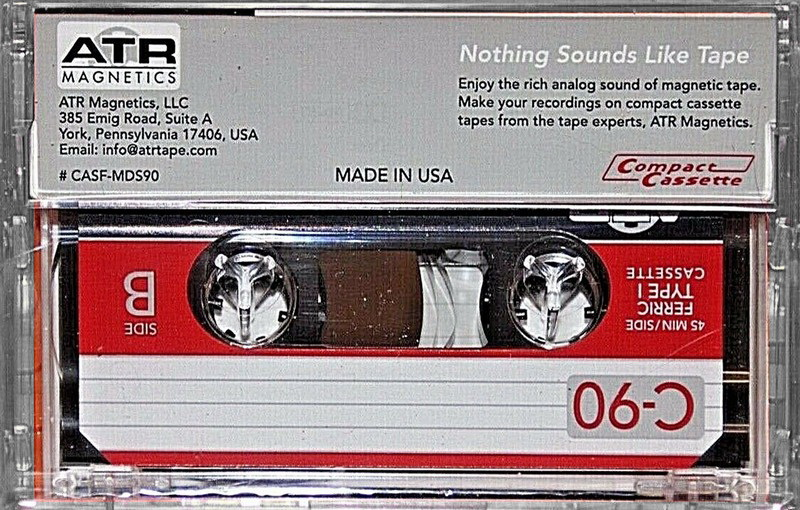 ATR
MAGNETICS
ATR Magnetics, LLC
385 Emig Road, Suite A
York, Pennsylvania 17406, USA
Email: info@atrtape.com
# CASF-MDS90
MADE IN USA
Nothing Sounds Like Tape
Enjoy the rich analog sound of magnetic tape.
Make your recordings on compact cassette
tapes from the tape experts, ATR Magnetics.
Compact
Cassette
SIDE
B
45 MIN/SIDE
FERRIC
TYPE I
CASSETTE
C-90